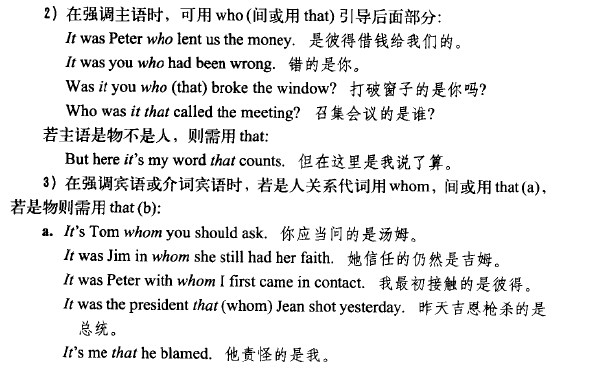 2）在强调主语时，可用 who (间或用 that) 引导后面部分：
It was Peter who lent us the money. 是彼得借钱给我们的。
It was you who had been wrong. 错的是你。
Was it you who (that) broke the window? 打破窗子的是你吗？
Who was it that called the meeting? 召集会议的是谁？
若主语是物不是人，则需用 that:
But here it's my word that counts. 但在这里是我说了算。
3）在强调宾语或介词宾语时，若是人关系代词用 whom，间或用 that (a)，
若是物则需用 that (b):
a. It's Tom whom you should ask. 你应当问的是汤姆。
It was Jim in whom she still had her faith. 她信任的仍然是吉姆。
It was Peter with whom I first came in contact. 我最初接触的是彼得。
It was the president that (whom) Jean shot yesterday. 昨天吉恩枪杀的是
总统。
It's me that he blamed. 他责怪的是我。